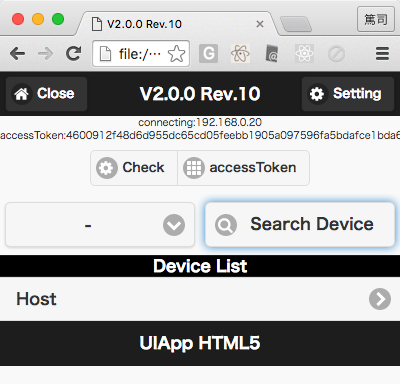 V2.0.0 Rev.10
篤司
file:/…
Close
V2.0.0 Rev.10
Setting
connecting:192.168.0.20
accessToken:4600912f48d6d955dc65cd05feebb1905a097596fa5bdafce1bda6
Check
accessToken
-
Search Device
Device List
Host
UIApp HTML5